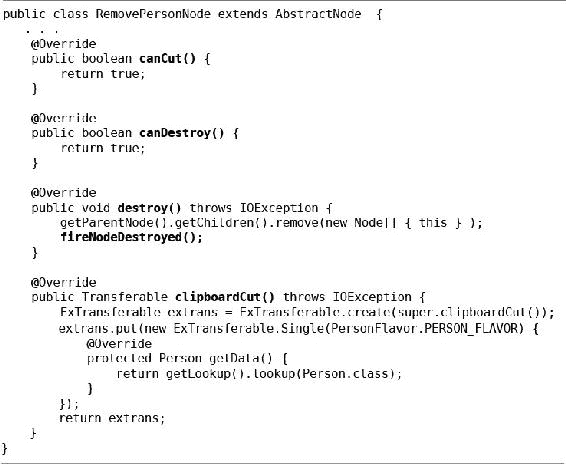 public class RemovePersonNode extends AbstractNode  {
   . . .
    @Override
    public boolean canCut() {
        return true;
    }

    @Override
    public boolean canDestroy() {
        return true;
    }

    @Override
    public void destroy() throws IOException {
        getParentNode().getChildren().remove(new Node[] { this } );
        fireNodeDestroyed();
    }

    @Override
    public Transferable clipboardCut() throws IOException {
        ExTransferable extrans = ExTransferable.create(super.clipboardCut());
        extrans.put(new ExTransferable.Single(PersonFlavor.PERSON_FLAVOR) {
            @Override
            protected Person getData() {
                return getLookup().lookup(Person.class);
            }
        });
        return extrans;
    }
}